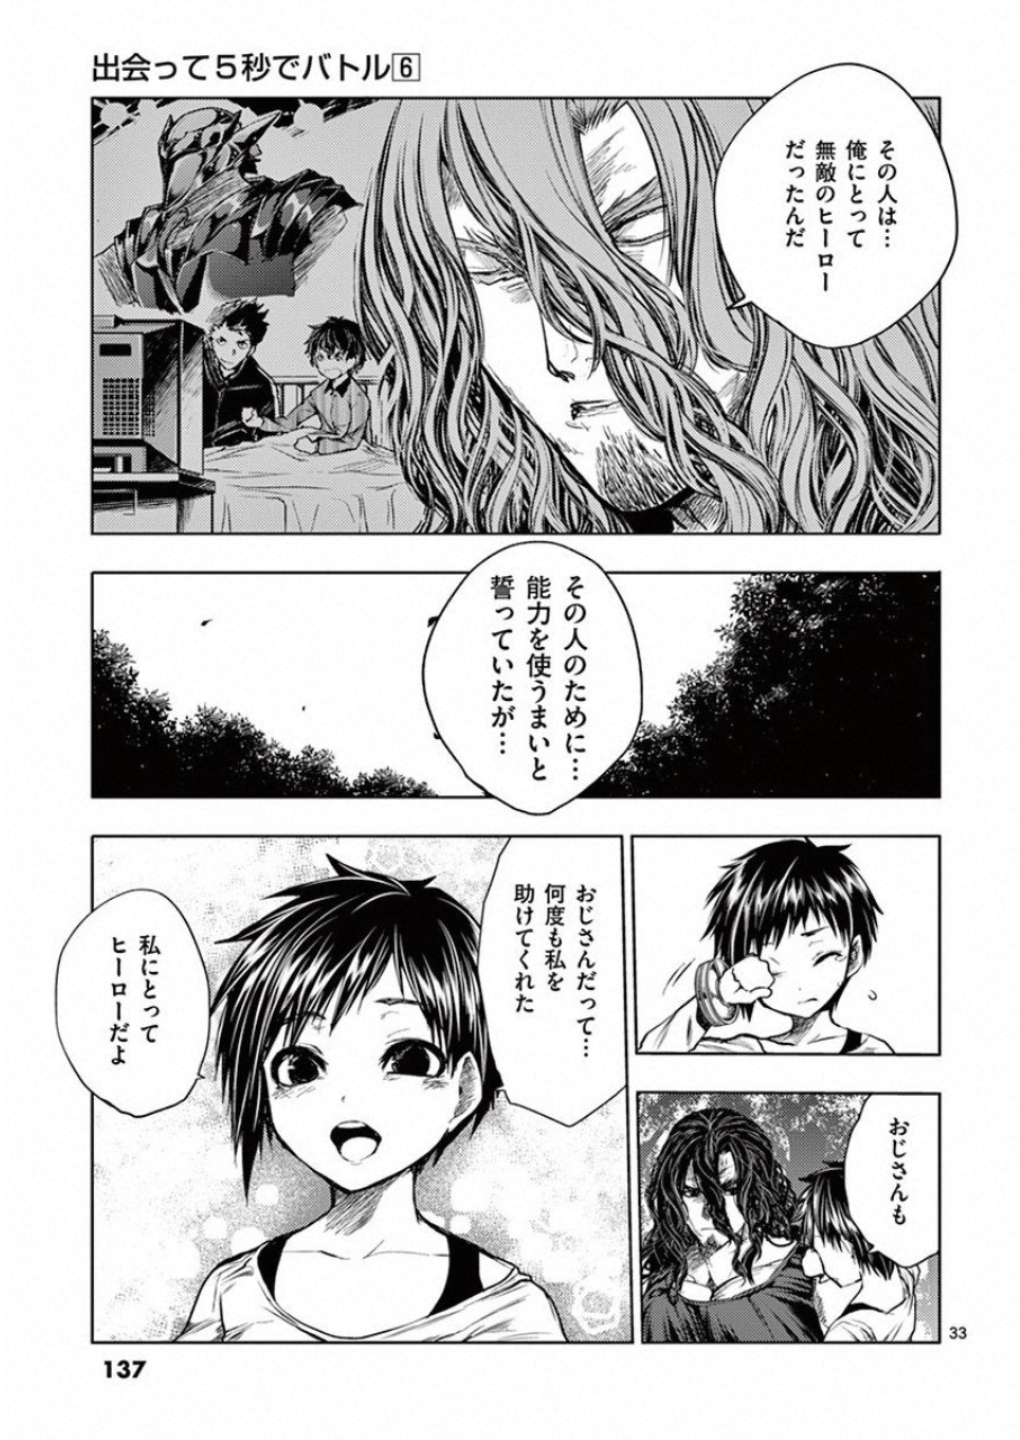 出会って5秒でバトル6
その人は…
俺にとって
無敵のヒーロー
だったんだ
その人のために…
能力を使うまいと
誓っていたが…
おじさんも
おじさんだって…
何度も私を
助けてくれた
私にとって
ヒーローだよ
33
137